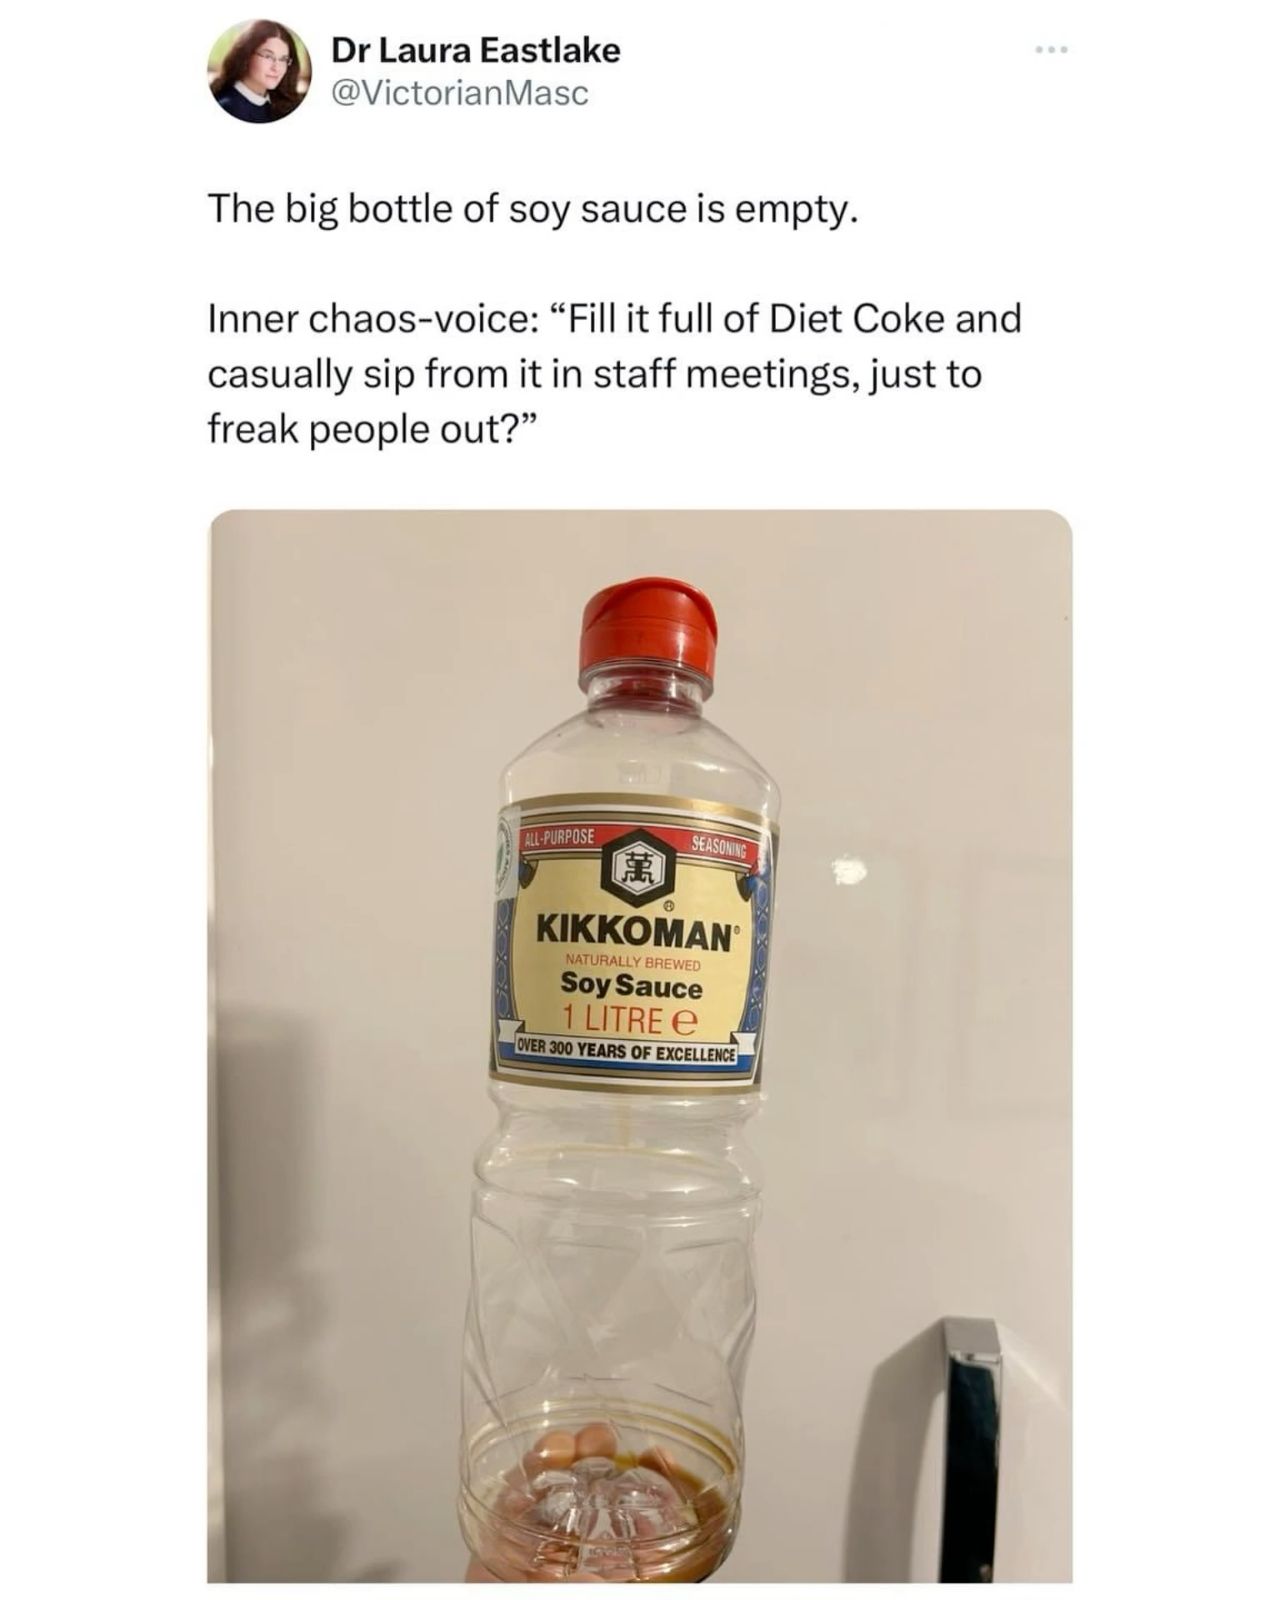 Dr Laura Eastlake
@VictorianMasc
The big bottle of soy sauce is empty.
Inner chaos-voice: “Fill it full of Diet Coke and
casually sip from it in staff meetings, just to
freak people out?”
ALL-PURPOSE SEASONING
萬
®
KIKKOMAN®
NATURALLY BREWED
Soy Sauce
1 LITRE ℮
OVER 300 YEARS OF EXCELLENCE